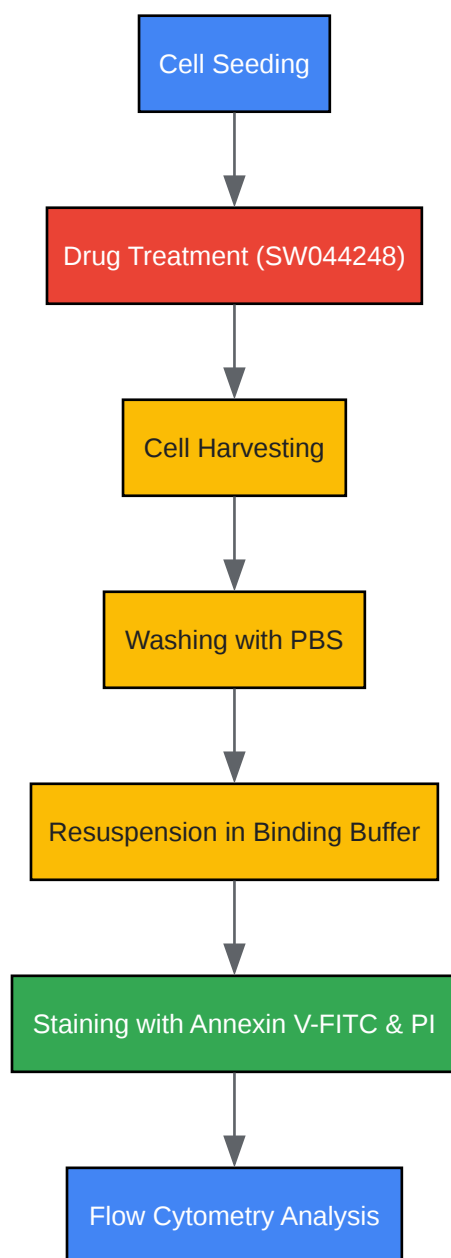 Cell Seeding
Drug Treatment (SW044248)
Cell Harvesting
Washing with PBS
Resuspension in Binding Buffer
Staining with Annexin V-FITC & PI
Flow Cytometry Analysis